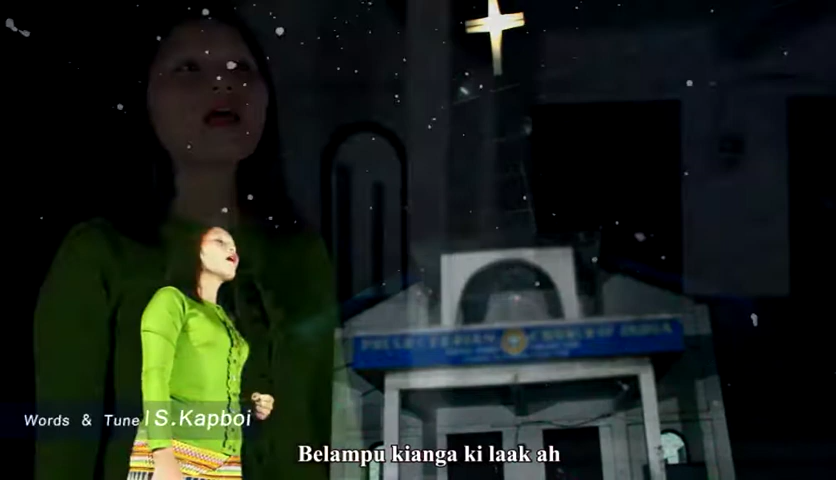 PRESBYTERIAN CHURCH OF INDIA
Words & Tune | S.Kapboi
Belampu kianga ki laak ah